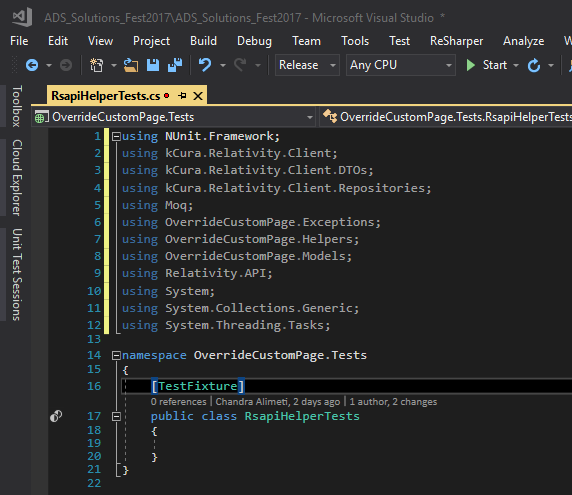 ADS_Solutions_Fest2017\ADS_Solutions_Fest2017 - Microsoft Visual Studio *
File Edit View Project Build Debug Team Tools Test ReSharper Analyze W
Release Any CPU Start
RsapiHelperTests.cs
OverrideCustomPage.Tests OverrideCustomPage.Tests.RsapiHelperTests
Toolbox
Cloud Explorer
Unit Test Sessions
1 using NUnit.Framework;
2 using kCura.Relativity.Client;
3 using kCura.Relativity.Client.DTOs;
4 using kCura.Relativity.Client.Repositories;
5 using Moq;
6 using OverrideCustomPage.Exceptions;
7 using OverrideCustomPage.Helpers;
8 using OverrideCustomPage.Models;
9 using Relativity.API;
10 using System;
11 using System.Collections.Generic;
12 using System.Threading.Tasks;
13
14 namespace OverrideCustomPage.Tests
15 {
16 [TestFixture]
0 references | Chandra Alimeti, 2 days ago | 1 author, 2 changes
17 public class RsapiHelperTests
18 {
19
20 }
21 }
22